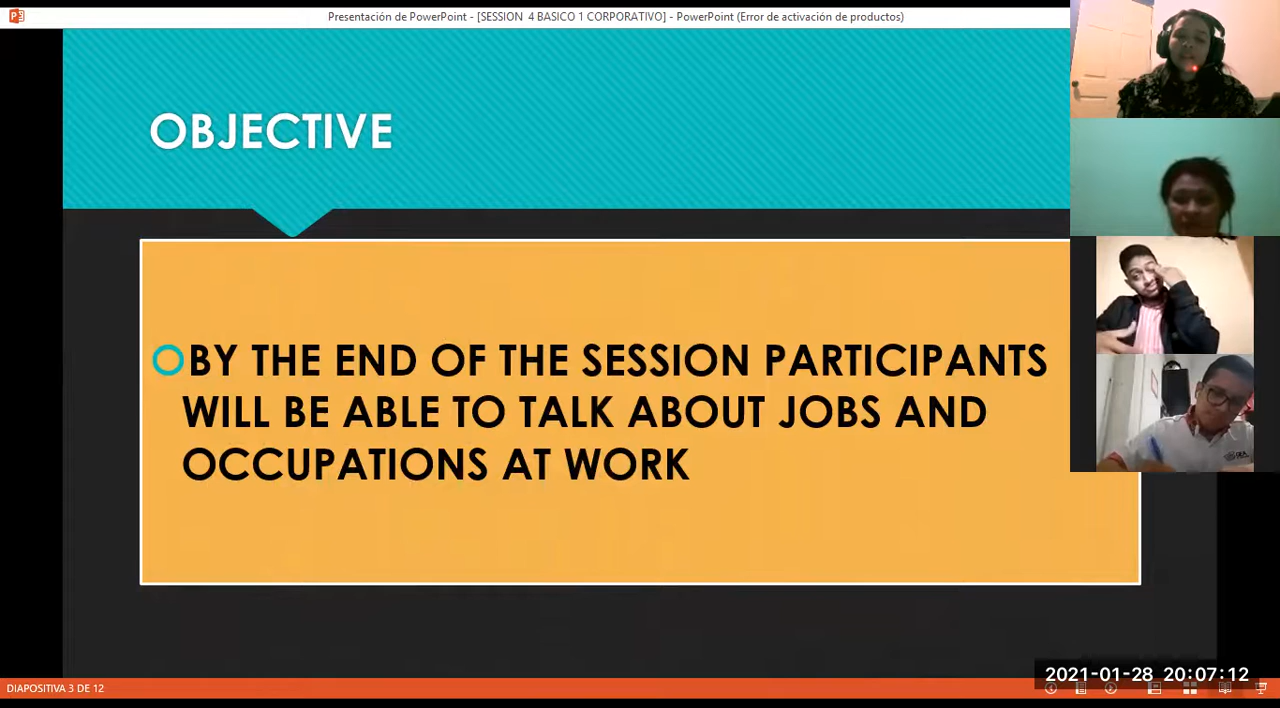 Presentación de PowerPoint - [SESSION 4 BASICO 1 CORPORATIVO] - PowerPoint (Error de activación de productos)
OBJECTIVE
BY THE END OF THE SESSION PARTICIPANTS
WILL BE ABLE TO TALK ABOUT JOBS AND
OCCUPATIONS AT WORK
2021-01-28 20:07:12
DIAPOSITIVA 3 DE 12